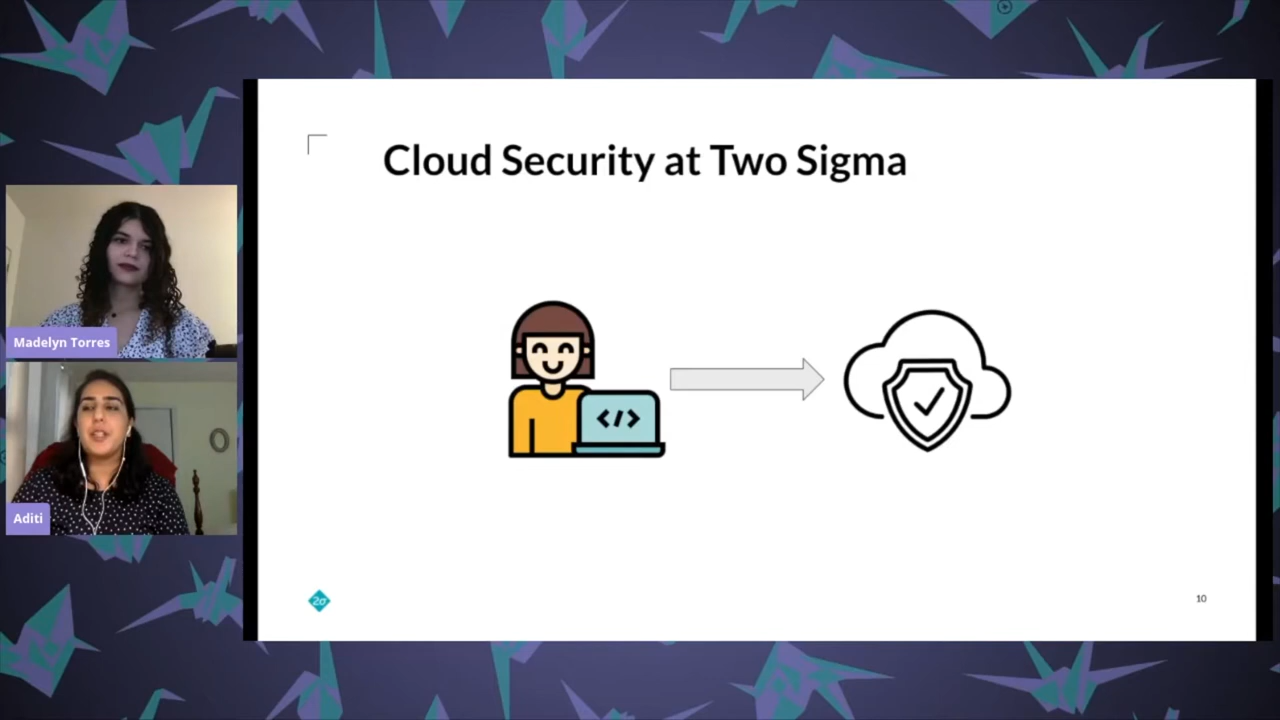 Cloud Security at Two Sigma
Madelyn Torres
</>
Aditi
2σ
10